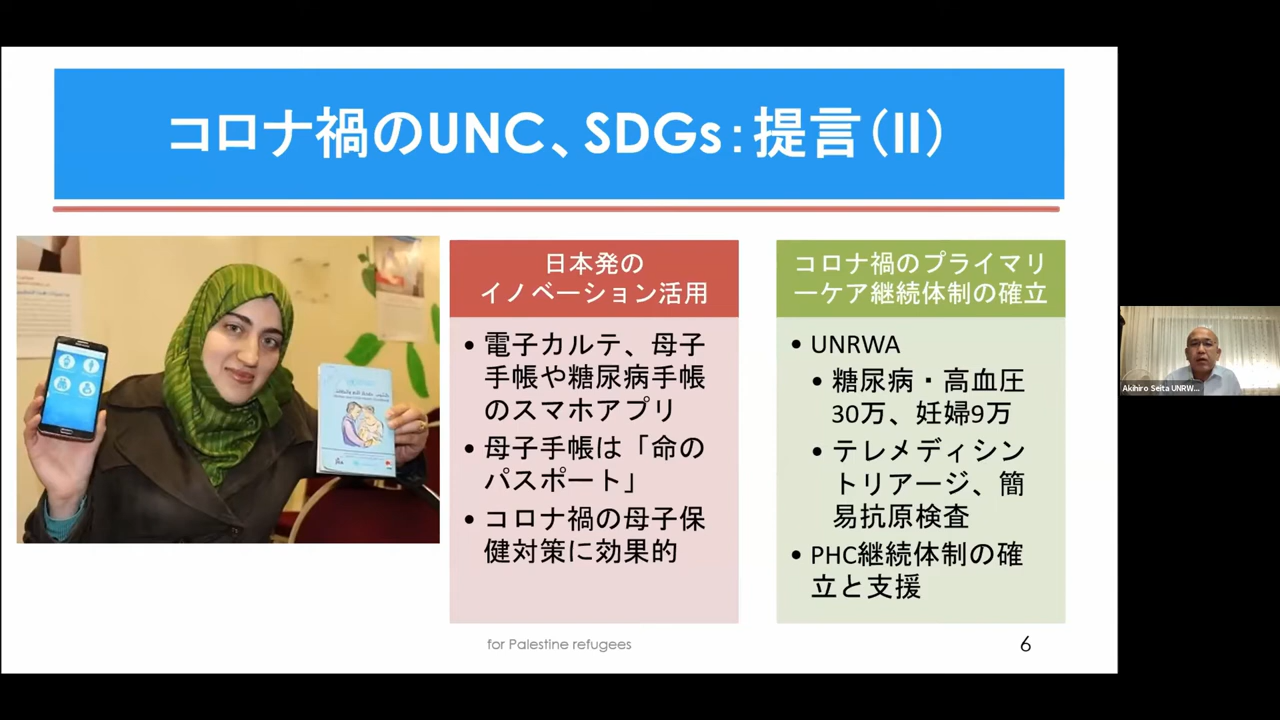 コロナ禍のUNC、SDGs：提言（II）
日本発の
イノベーション活用
• 電子カルテ、母子
手帳や糖尿病手帳
のスマホアプリ
• 母子手帳は「命の
パスポート」
• コロナ禍の母子保
健対策に効果的
コロナ禍のプライマリ
ーケア継続体制の確立
• UNRWA
• 糖尿病・高血圧
30万、妊婦9万
• テレメディシン
トリアージ、簡
易抗原検査
• PHC継続体制の確
立と支援
for Palestine refugees
6
Akihiro Seita UNRW...